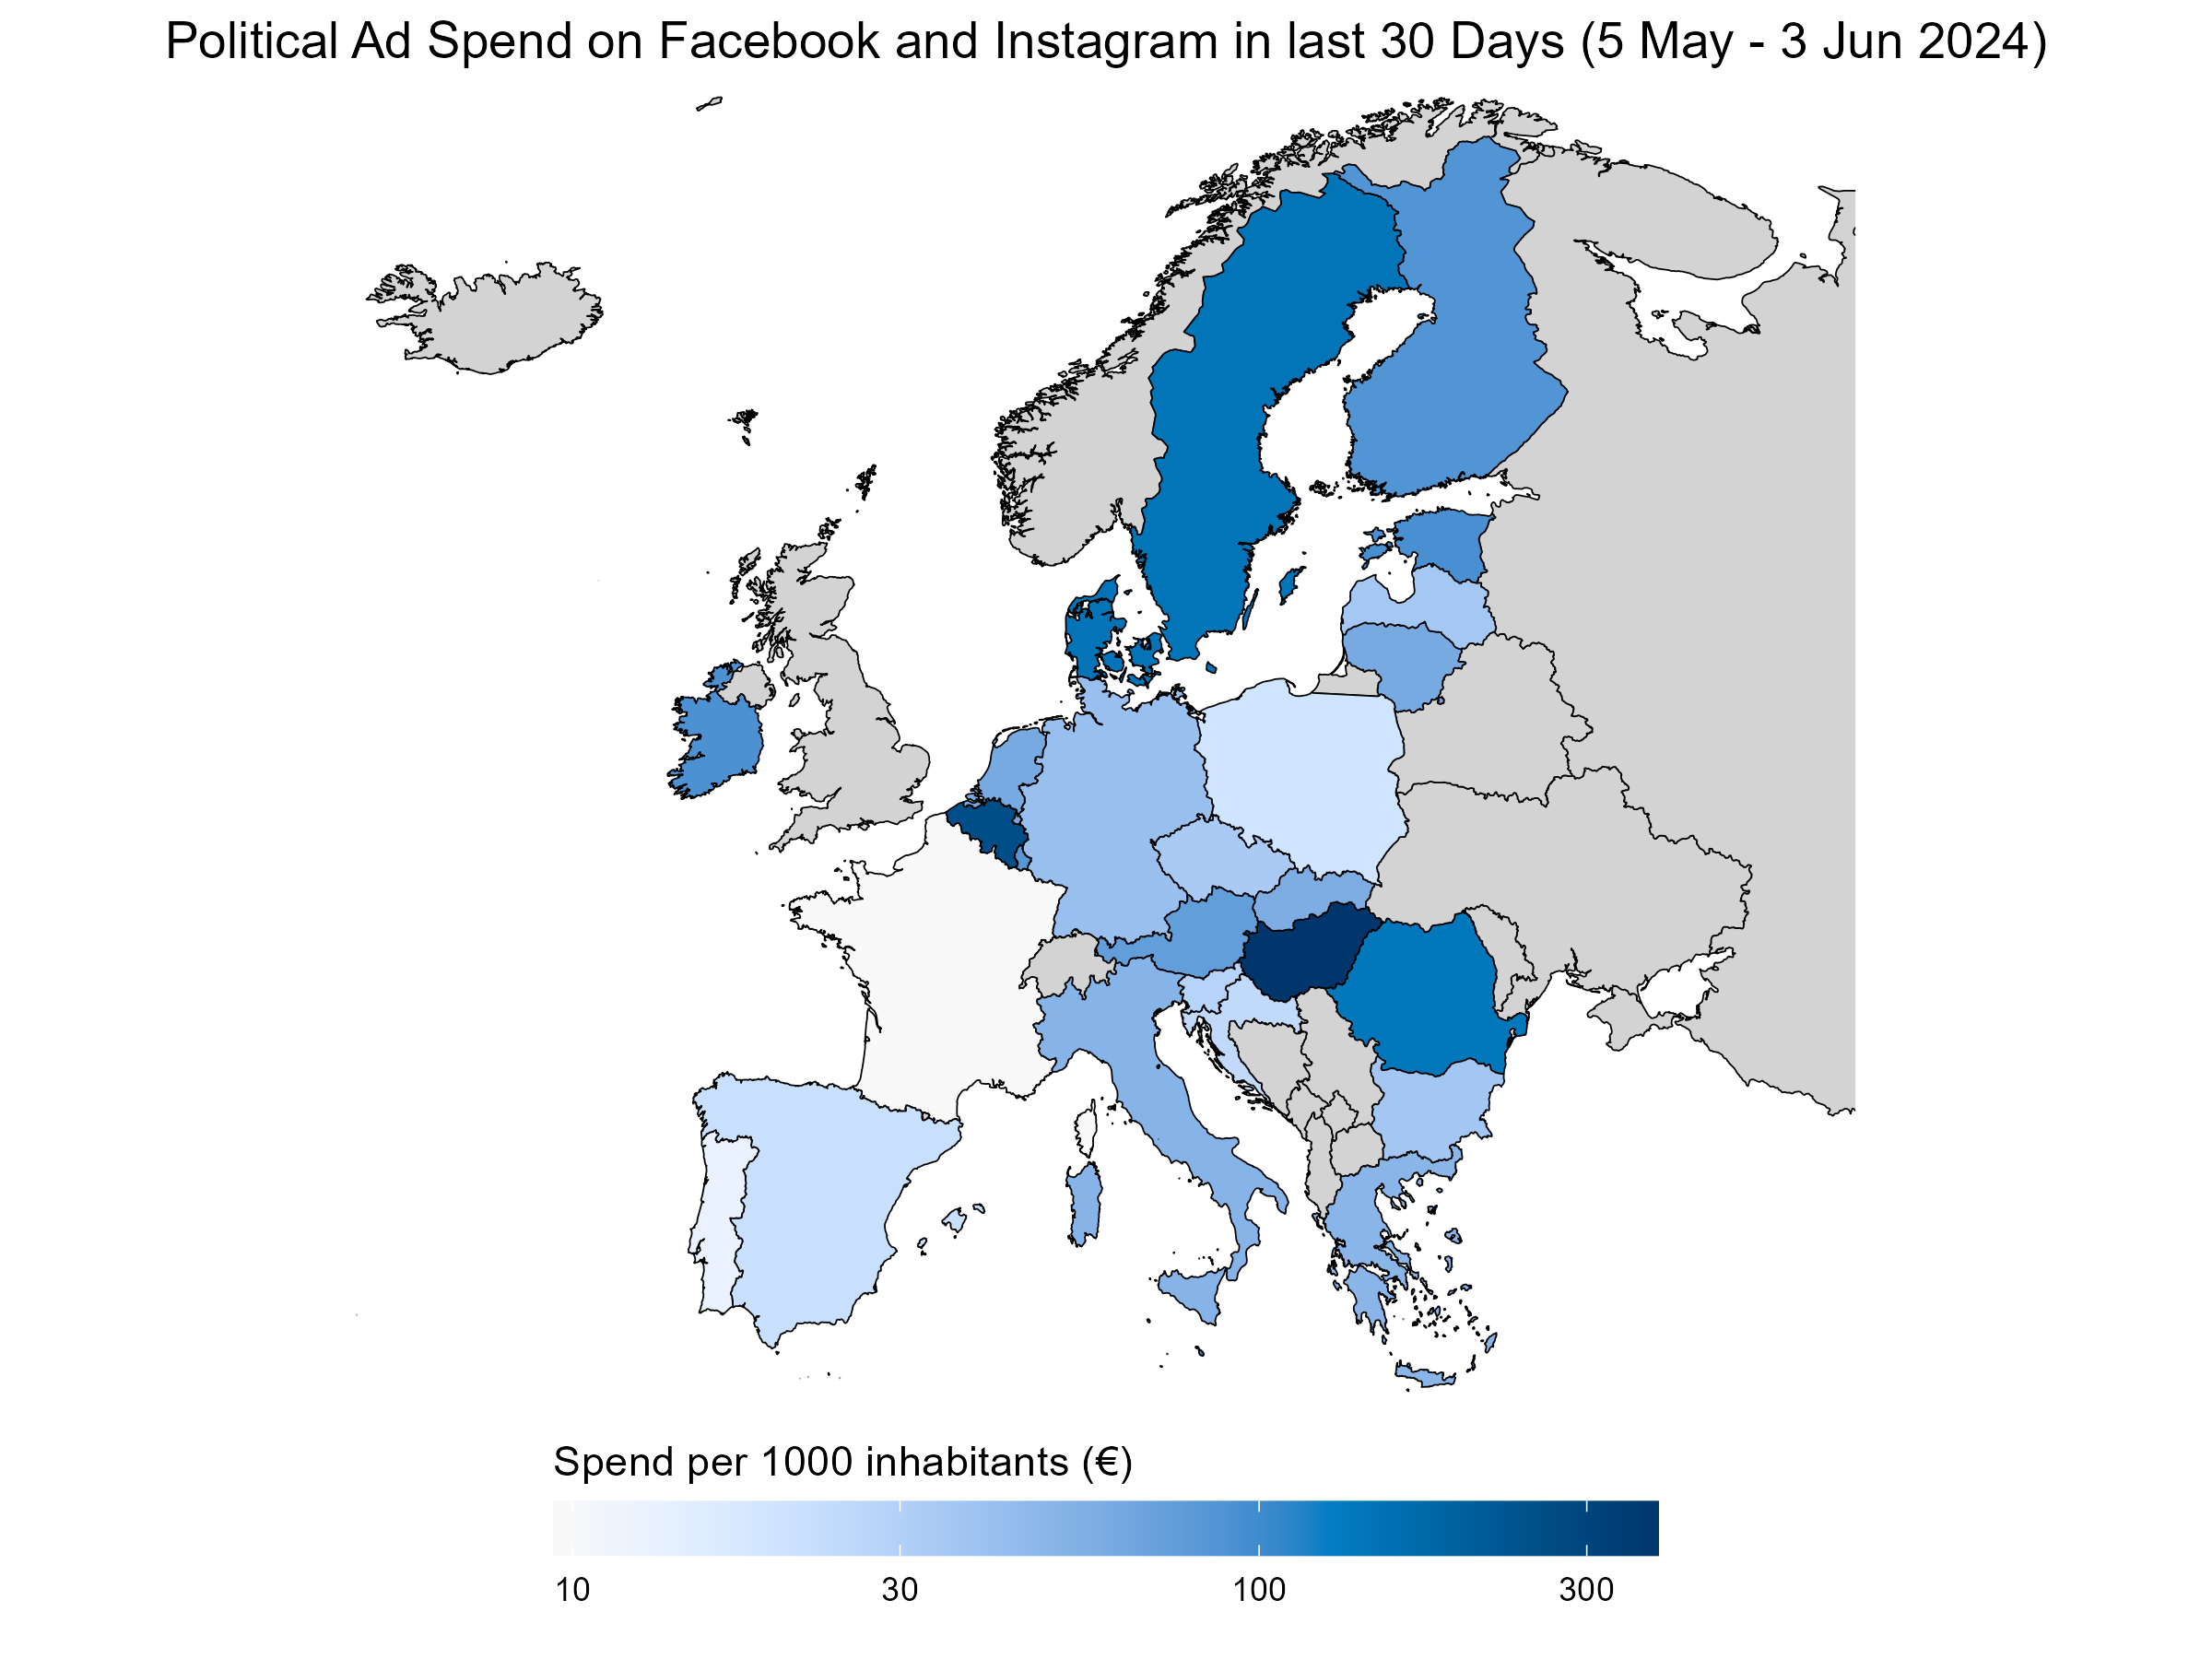 Political Ad Spend on Facebook and Instagram in last 30 Days (5 May - 3 Jun 2024)
Spend per 1000 inhabitants (€)
10 30 100 300